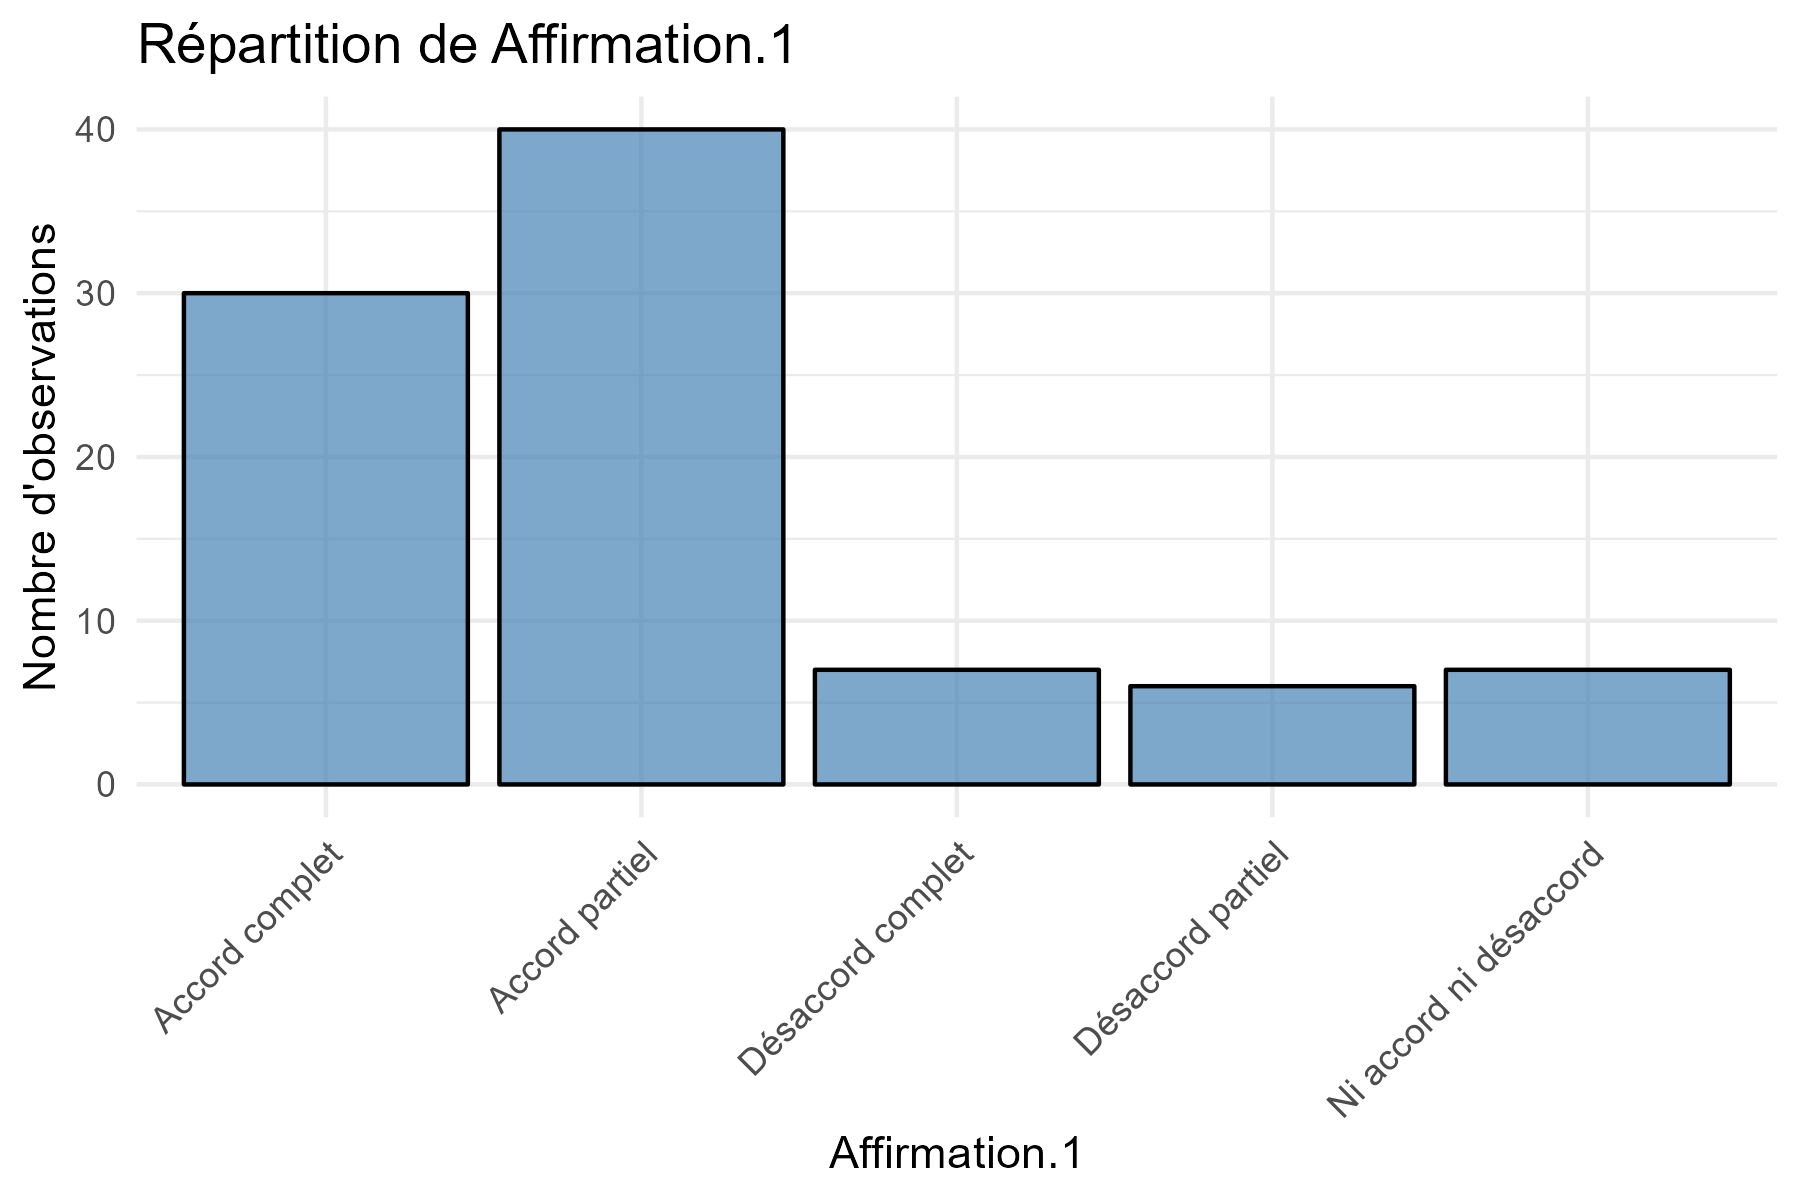 Répartition de Affirmation.1
Nombre d'observations
40
30
20
10
0
Accord complet
Accord partiel
Désaccord complet
Désaccord partiel
Ni accord ni désaccord
Affirmation.1